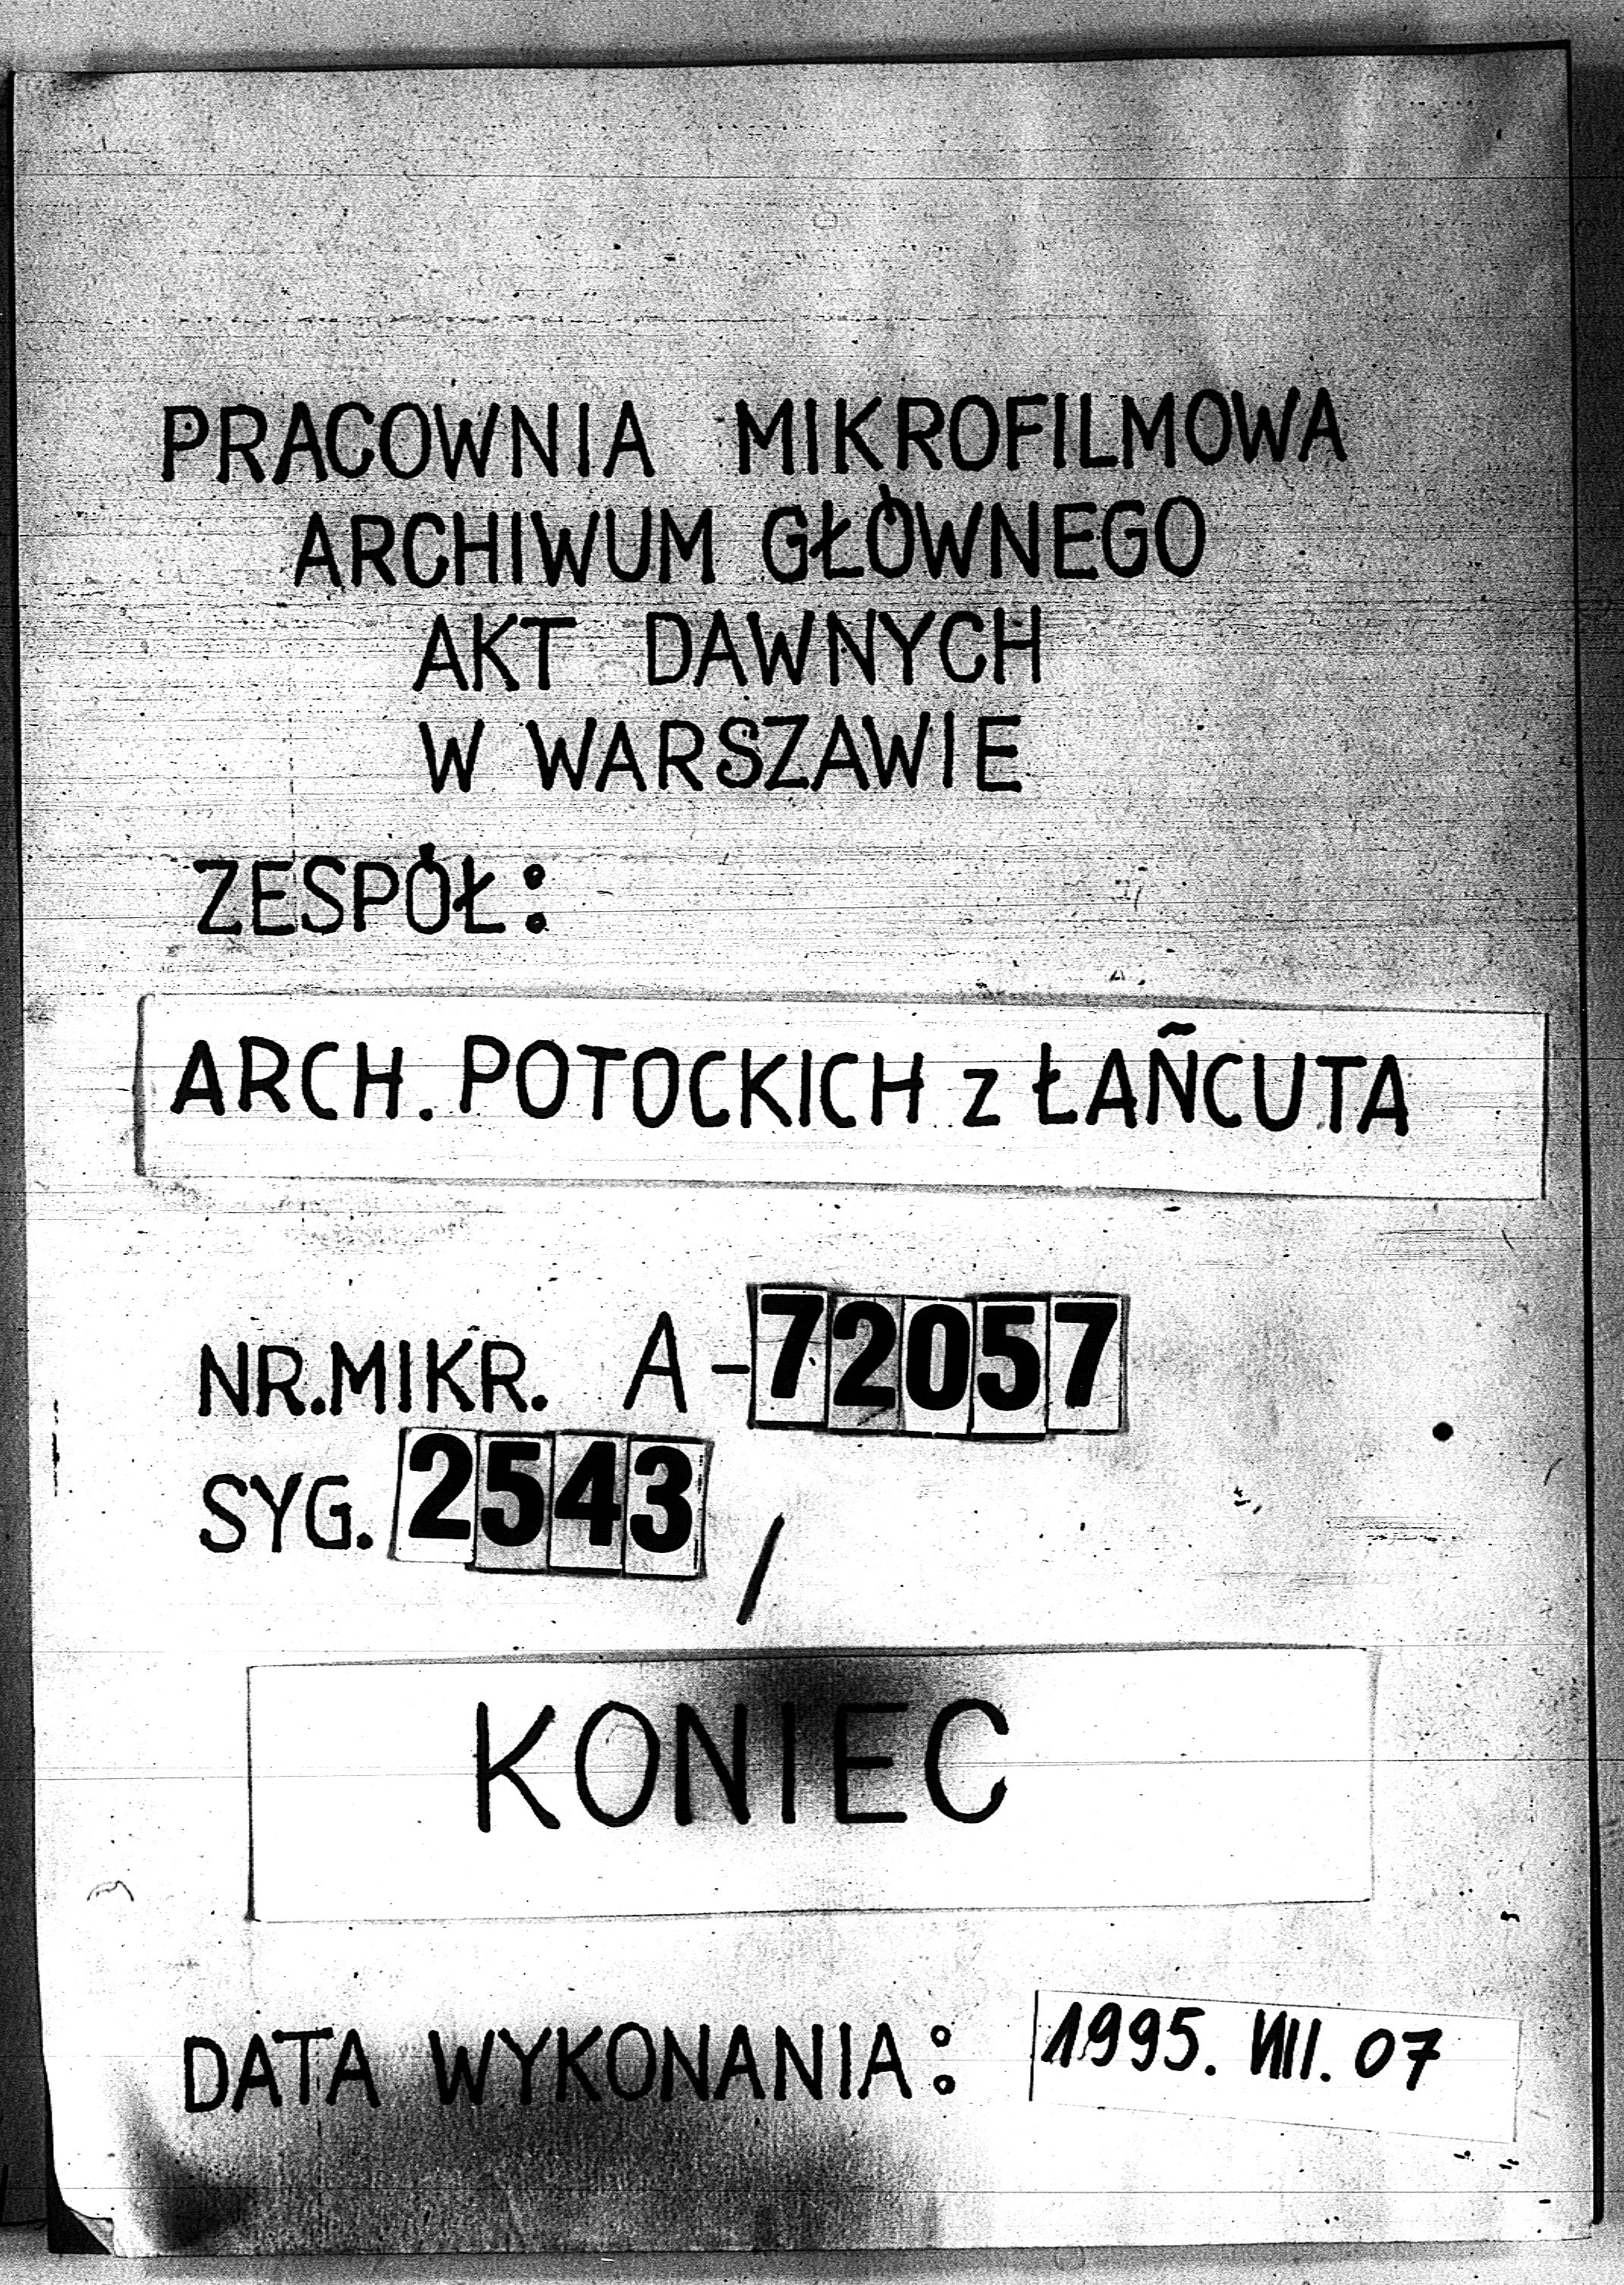 PRACOWNIA MIKROFILMOWA
ARCHIWUM GŁÓWNEGO
AKT DAWNYCH
W WARSZAWIE
ZESPÓŁ:
ARCH. POTOCKICH z ŁAÑCUTA
NR.MIKR. A-72057
SYG. 2543 /
KONIEC
DATA WYKONANIA: 1995. VIII. 07